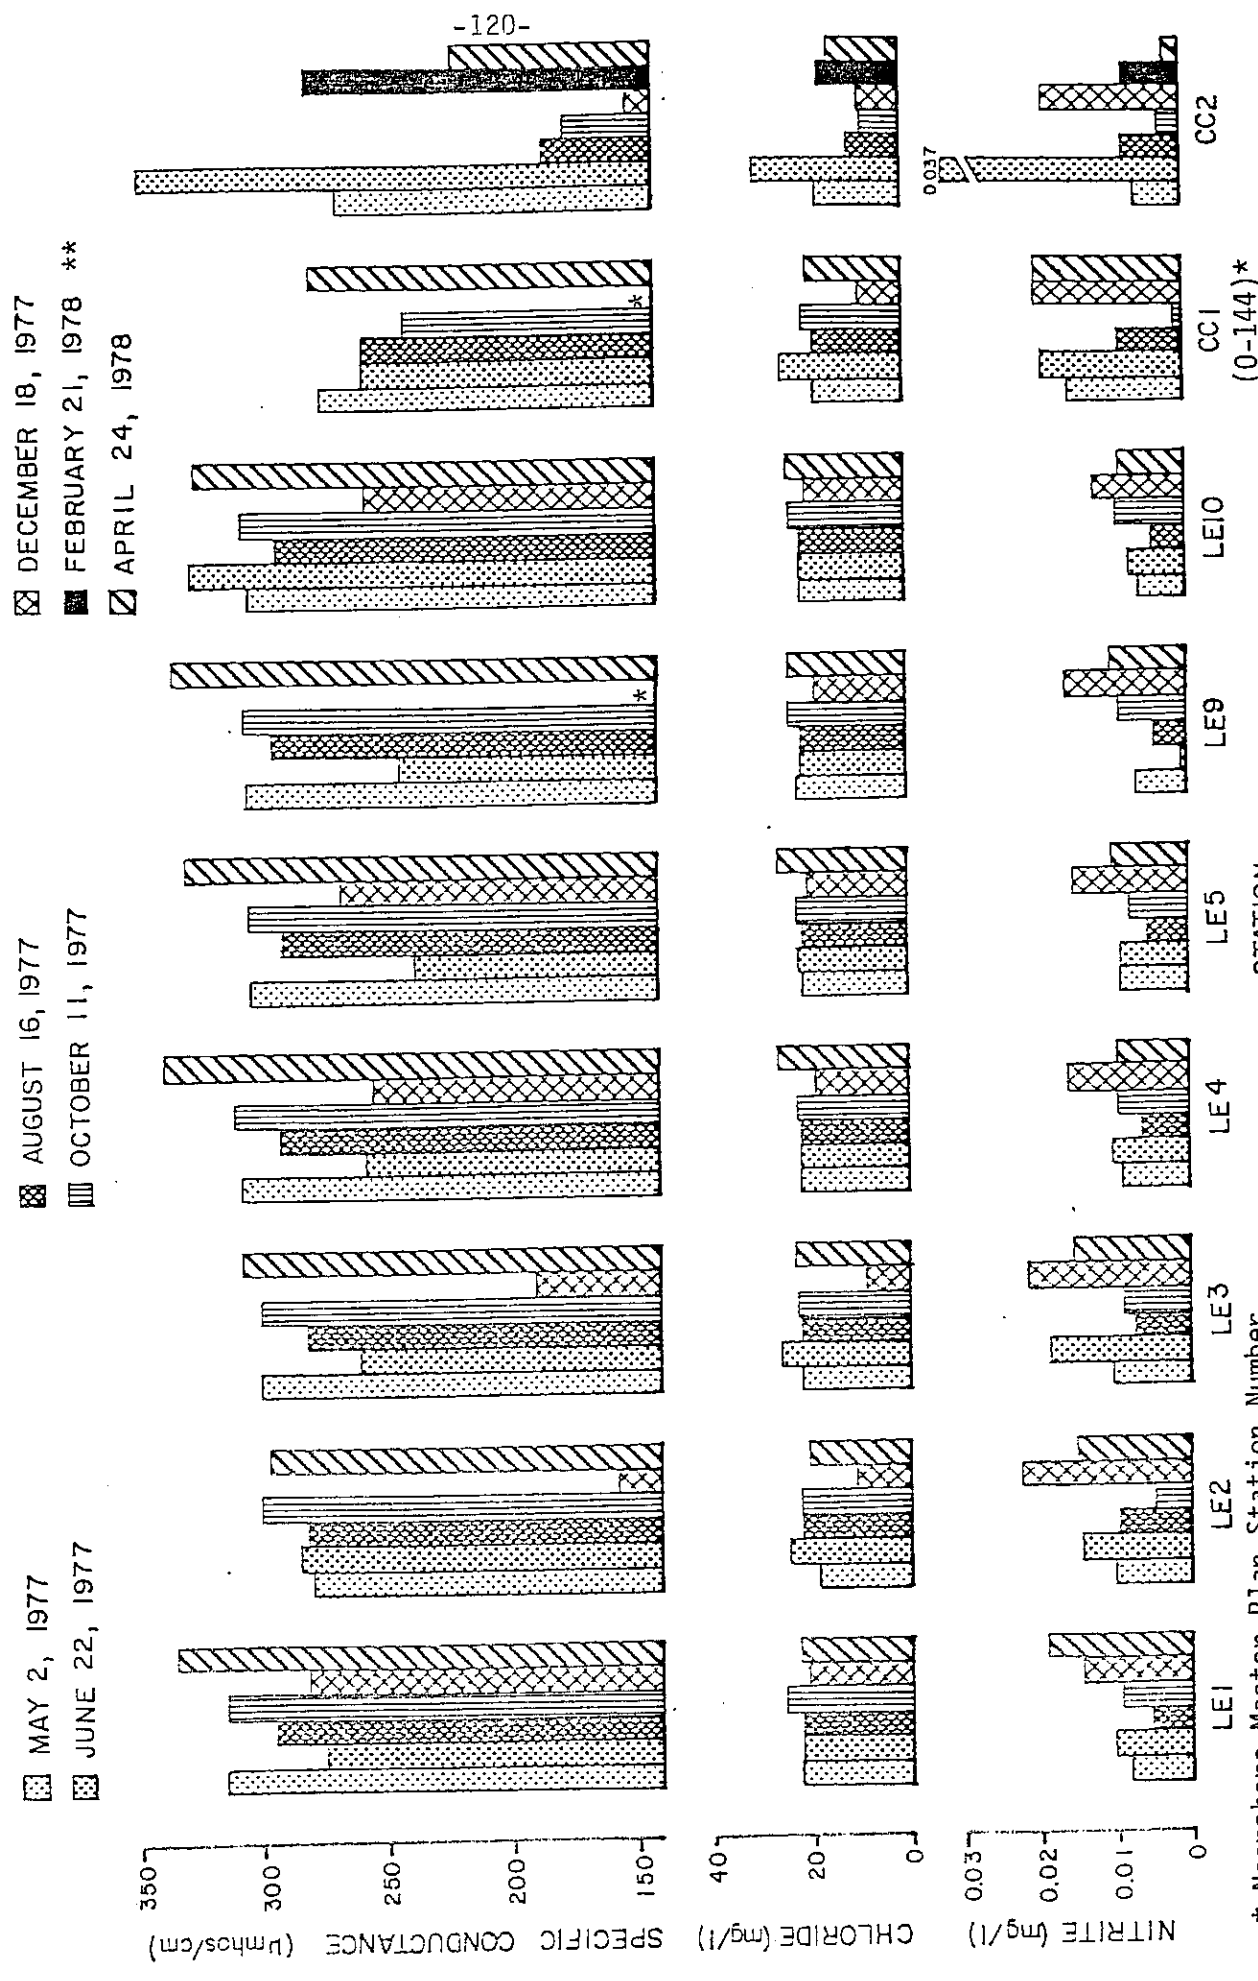 -120-
MAY 2, 1977
JUNE 22, 1977
AUGUST 16, 1977
OCTOBER 11, 1977
DECEMBER 18, 1977
FEBRUARY 21, 1978 **
APRIL 24, 1978
SPECIFIC CONDUCTANCE (μmhos/cm)
350
300
250
200
150
*
*
CHLORIDE (mg/l)
40
20
0
NITRITE (mg/l)
0.03
0.02
0.01
0
0037
LE1
LE2
LE3
LE4
LE5
LE9
LE10
CC1
CC2
(0-144)*
STATION
* Neoshone Master Plan Station Number